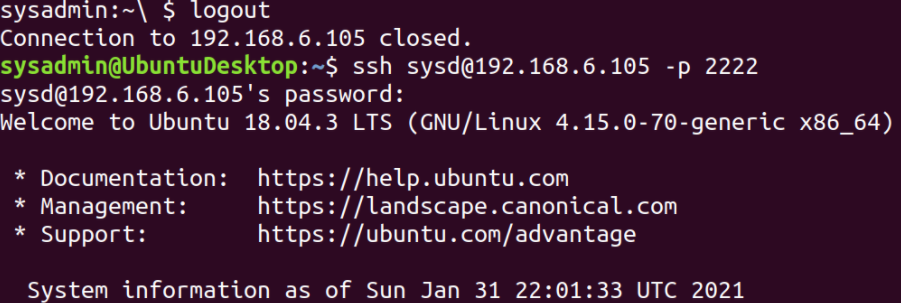 sysadmin:~\ $ logout
Connection to 192.168.6.105 closed.
sysadmin@UbuntuDesktop:~$ ssh sysd@192.168.6.105 -p 2222
sysd@192.168.6.105's password:
Welcome to Ubuntu 18.04.3 LTS (GNU/Linux 4.15.0-70-generic x86_64)
* Documentation:  https://help.ubuntu.com
* Management:     https://landscape.canonical.com
* Support:        https://ubuntu.com/advantage
System information as of Sun Jan 31 22:01:33 UTC 2021